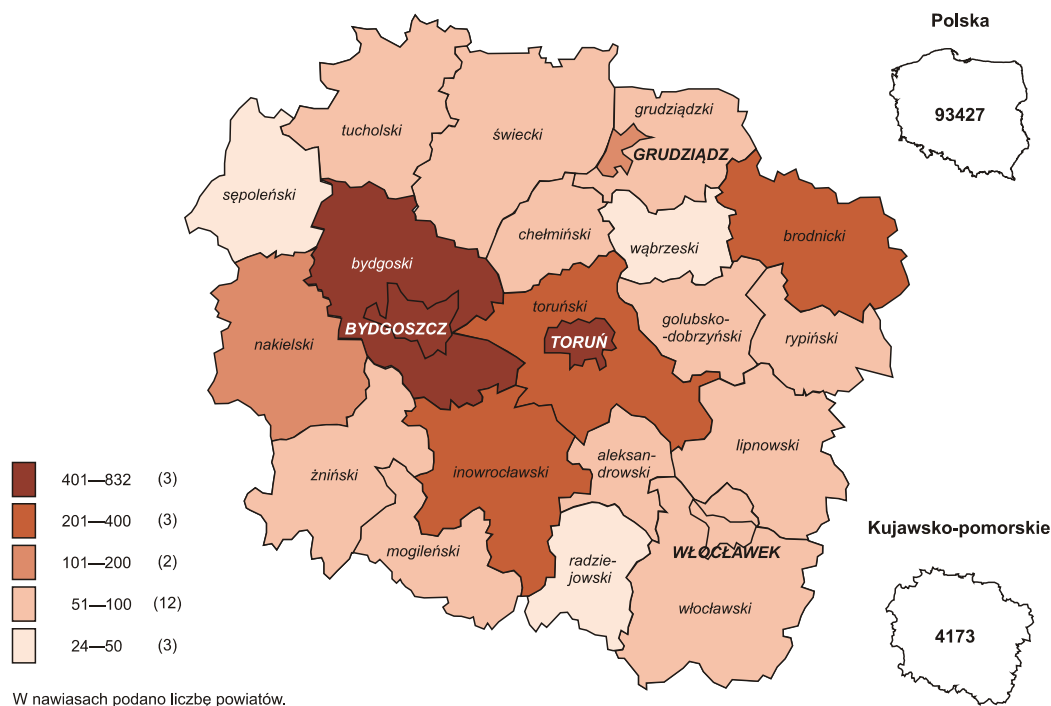 Polska
93427
tucholski
świecki
grudziądzki
GRUDZIĄDZ
sępoleński
chełmiński
wąbrzeski
brodnicki
bydgoski
BYDGOSZCZ
toruński
TORUŃ
golubsko-
-dobrzyński
rypiński
nakielski
żniński
inowrocławski
aleksan-
drowski
lipnowski
mogileński
radzie-
jowski
WŁOCŁAWEK
włocławski
401—832 (3)
201—400 (3)
101—200 (2)
51—100 (12)
24—50 (3)
Kujawsko-pomorskie
4173
W nawiasach podano liczbę powiatów.